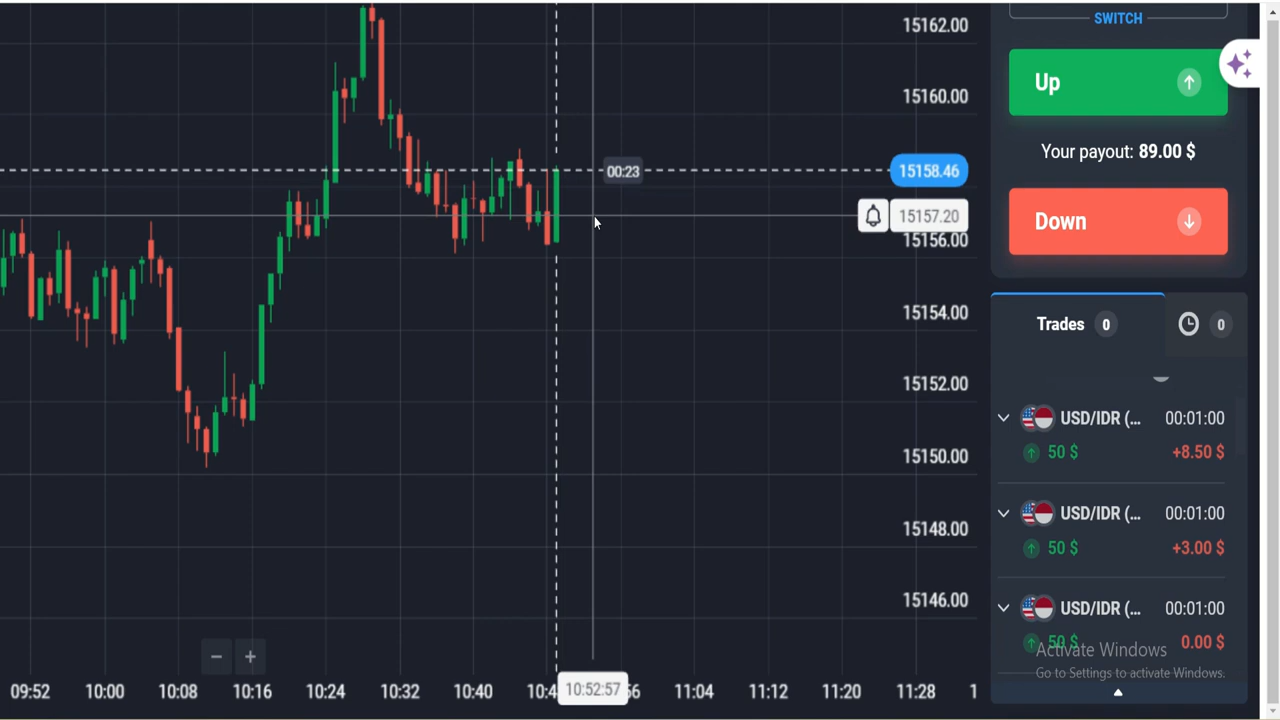 15162.00
SWITCH
Up
15160.00
Your payout: 89.00 $
00:23
15158.46
15157.20
Down
15156.00
15154.00
Trades 0
0
15152.00
USD/IDR (... 00:01:00
50 $ +8.50 $
15150.00
USD/IDR (... 00:01:00
50 $ +3.00 $
15148.00
15146.00
USD/IDR (... 00:01:00
50 $ 0.00 $
Activate Windows
Go to Settings to activate Windows.
− +
09:52 10:00 10:08 10:16 10:24 10:32 10:40 10:4 10:52:57 56 11:04 11:12 11:20 11:28 1